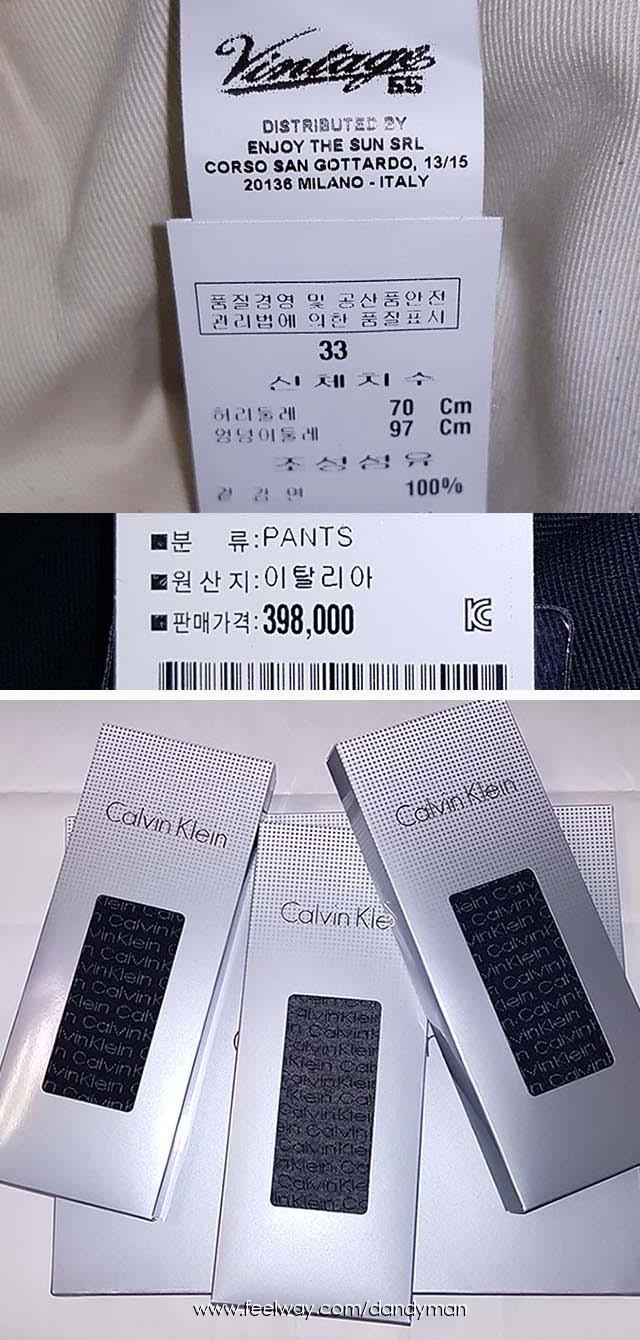 Vintage
55
DISTRIBUTED BY
ENJOY THE SUN SRL
CORSO SAN GOTTARDO, 13/15
20136 MILANO - ITALY
품질경영 및 공산품안전
관리법에 의한 품질표시
33
신체치수
허리둘레 70 Cm
엉덩이둘레 97 Cm
조성섬유
겉감면 100%
■분 류:PANTS
■원산지:이탈리아
■판매가격:398,000
Calvin Klein
Calvin Klein
Calvin Kle
www.feelway.com/dandyman